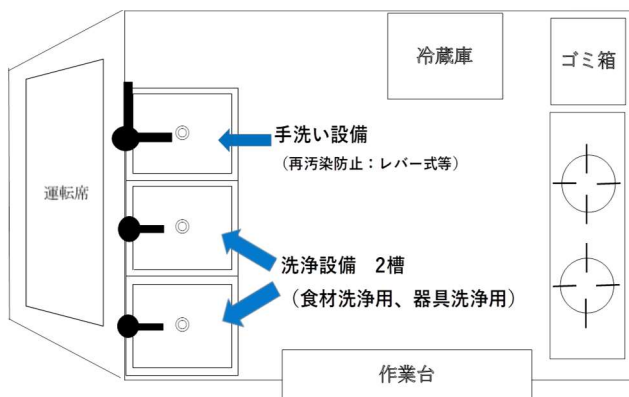 冷蔵庫
ゴミ箱
手洗い設備
（再汚染防止：レバー式等）
運転席
洗浄設備　2槽
（食材洗浄用、器具洗浄用）
作業台